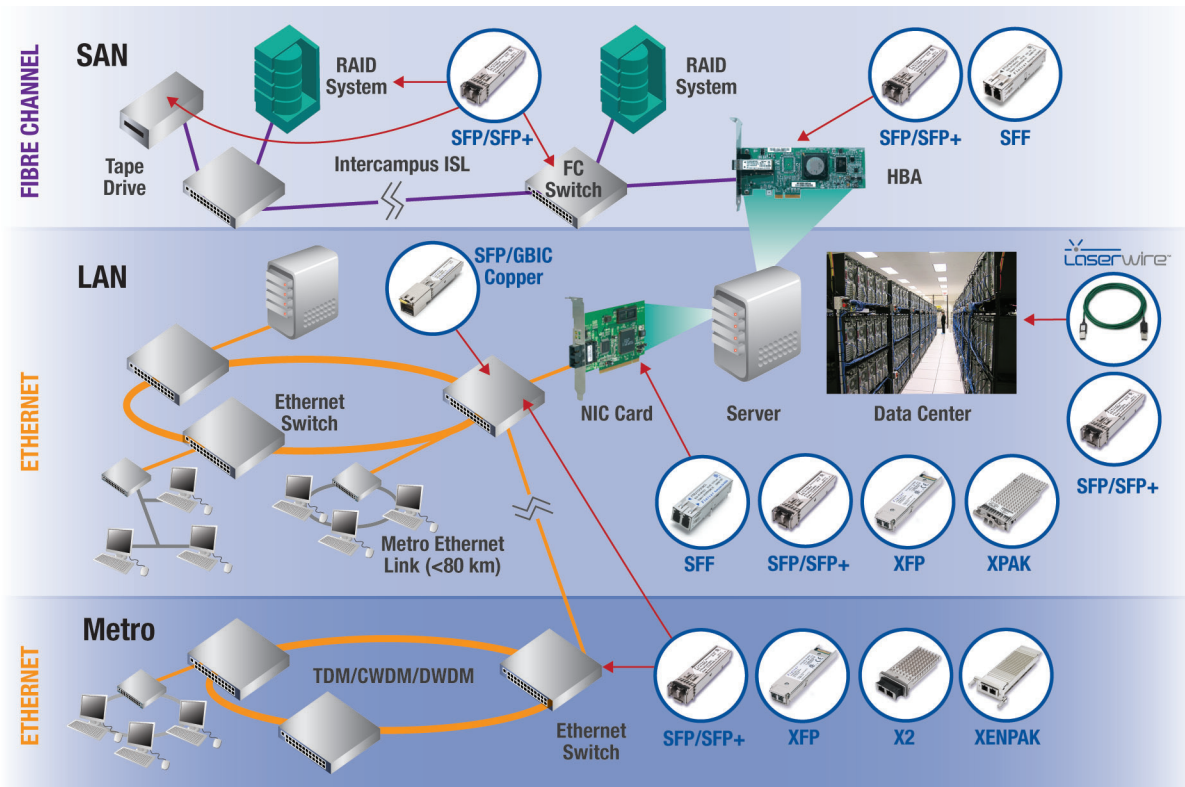 FIBRE CHANNEL
SAN
RAID
System
SFP/SFP+
RAID
System
SFP/SFP+
SFF
Tape
Drive
Intercampus ISL
FC
Switch
HBA
ETHERNET
LAN
SFP/GBIC
Copper
Laserwire™
Ethernet
Switch
NIC Card
Server
Data Center
SFP/SFP+
Metro Ethernet
Link (<80 km)
SFF
SFP/SFP+
XFP
XPAK
ETHERNET
Metro
TDM/CWDM/DWDM
Ethernet
Switch
SFP/SFP+
XFP
X2
XENPAK